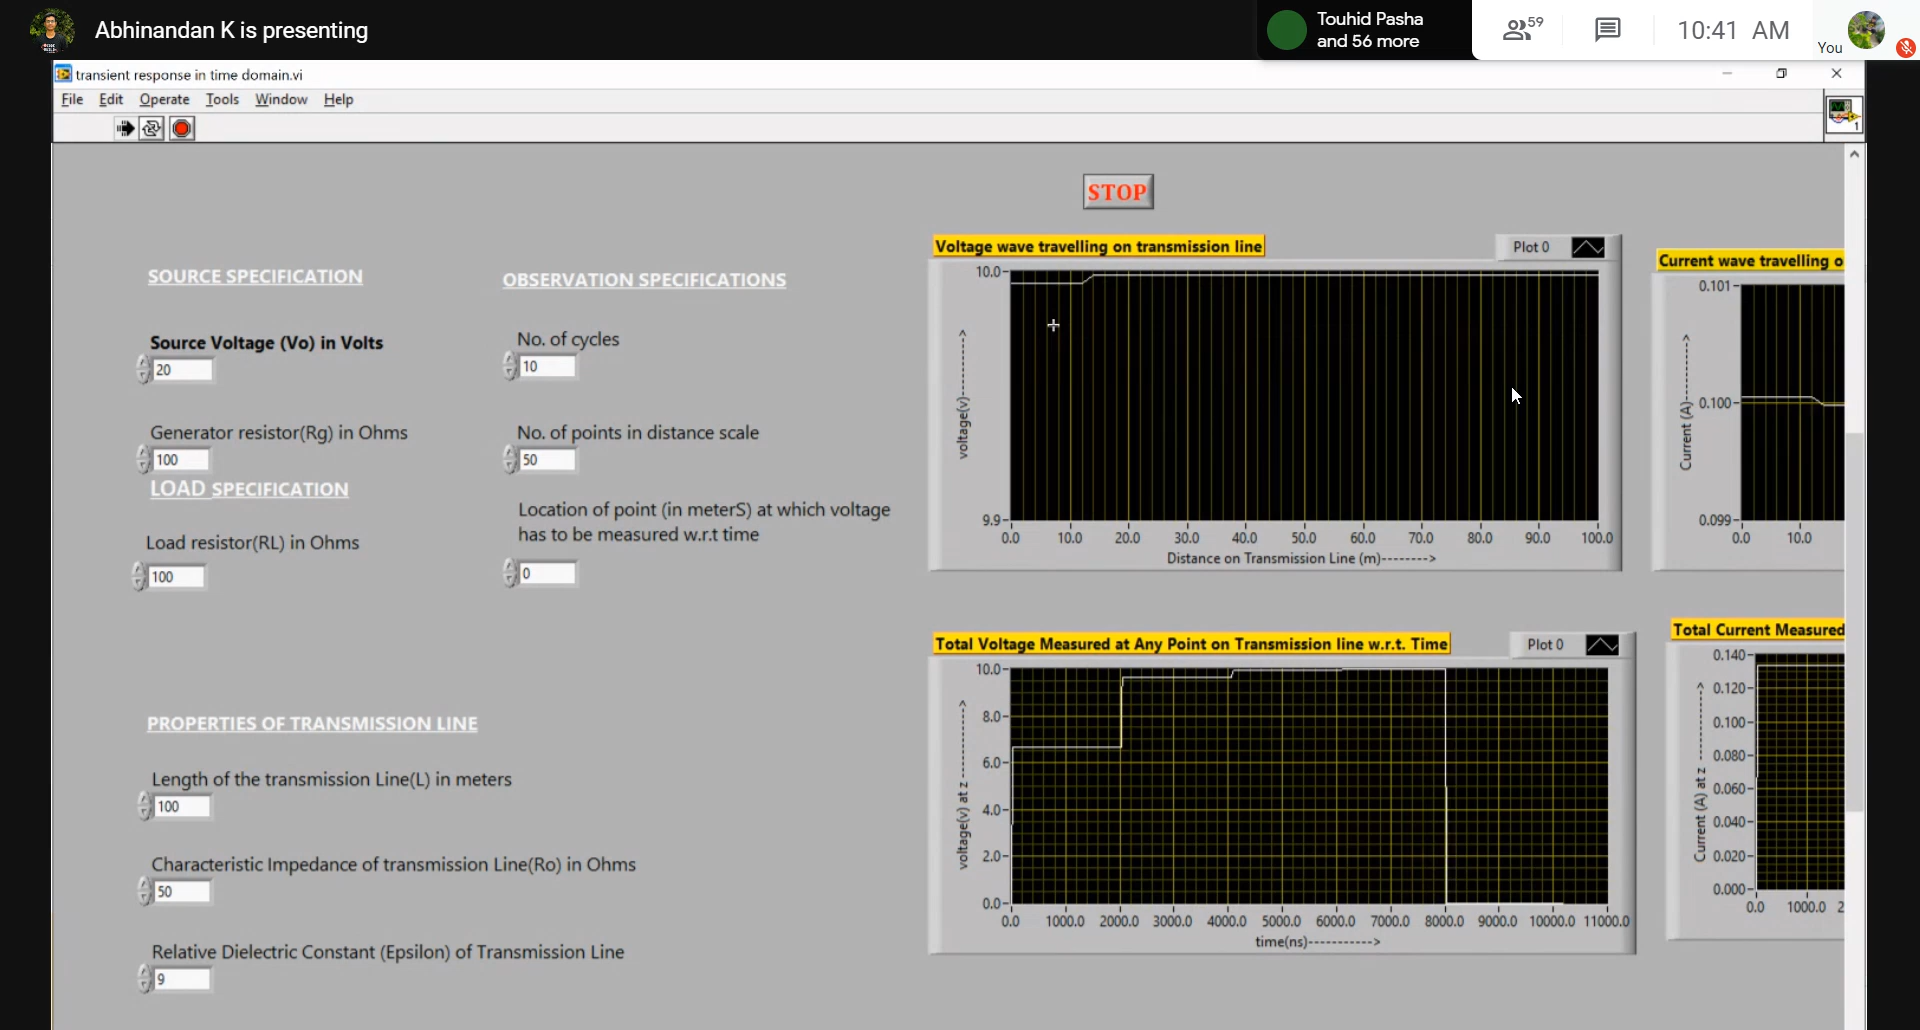 Abhinandan K is presenting
Touhid Pasha
and 56 more
59
10:41 AM
You
transient response in time domain.vi
File Edit Operate Tools Window Help
1
STOP
SOURCE SPECIFICATION
Source Voltage (Vo) in Volts
20
Generator resistor(Rg) in Ohms
100
LOAD SPECIFICATION
Load resistor(RL) in Ohms
100
OBSERVATION SPECIFICATIONS
No. of cycles
10
No. of points in distance scale
50
Location of point (in meterS) at which voltage
has to be measured w.r.t time
0
PROPERTIES OF TRANSMISSION LINE
Length of the transmission Line(L) in meters
100
Characteristic Impedance of transmission Line(Ro) in Ohms
50
Relative Dielectric Constant (Epsilon) of Transmission Line
9
Voltage wave travelling on transmission line
Plot 0
10.0
voltage(v)--------->
9.9
0.0 10.0 20.0 30.0 40.0 50.0 60.0 70.0 80.0 90.0 100.0
Distance on Transmission Line (m)-------->
Current wave travelling o
0.101
Current (A)--------->
0.100
0.099
0.0 10.0
Total Voltage Measured at Any Point on Transmission line w.r.t. Time
Plot 0
10.0
8.0
6.0
4.0
2.0
0.0
voltage(v) at z ---------->
0.0 1000.0 2000.0 3000.0 4000.0 5000.0 6000.0 7000.0 8000.0 9000.0 10000.0 11000.0
time(ns)----------->
Total Current Measured
0.140
0.120
0.100
0.080
0.060
0.040
0.020
0.000
Current (A) at z ---------->
0.0 1000.0 2